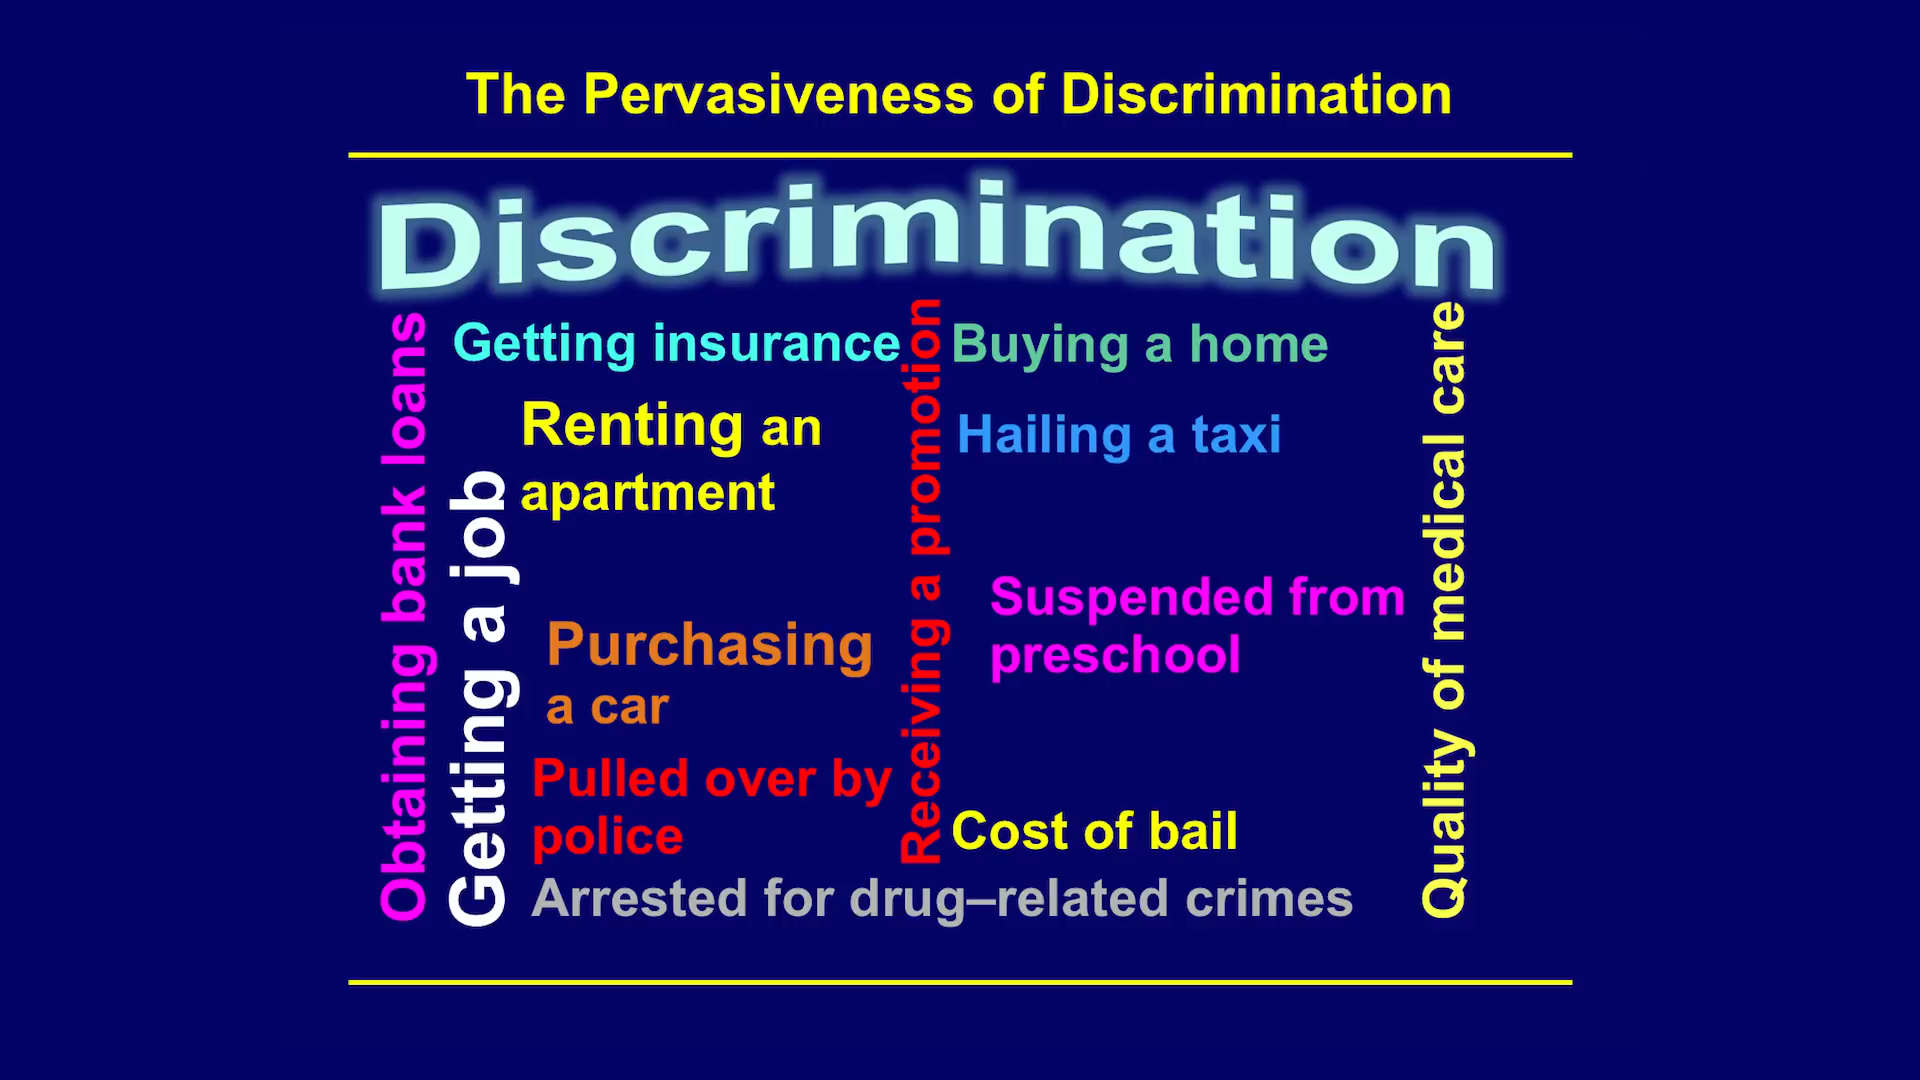 The Pervasiveness of Discrimination
Discrimination
Obtaining bank loans
Getting a job
Getting insurance
Renting an
apartment
Purchasing
a car
Pulled over by
police
Receiving a promotion
Buying a home
Hailing a taxi
Suspended from
preschool
Cost of bail
Arrested for drug–related crimes
Quality of medical care